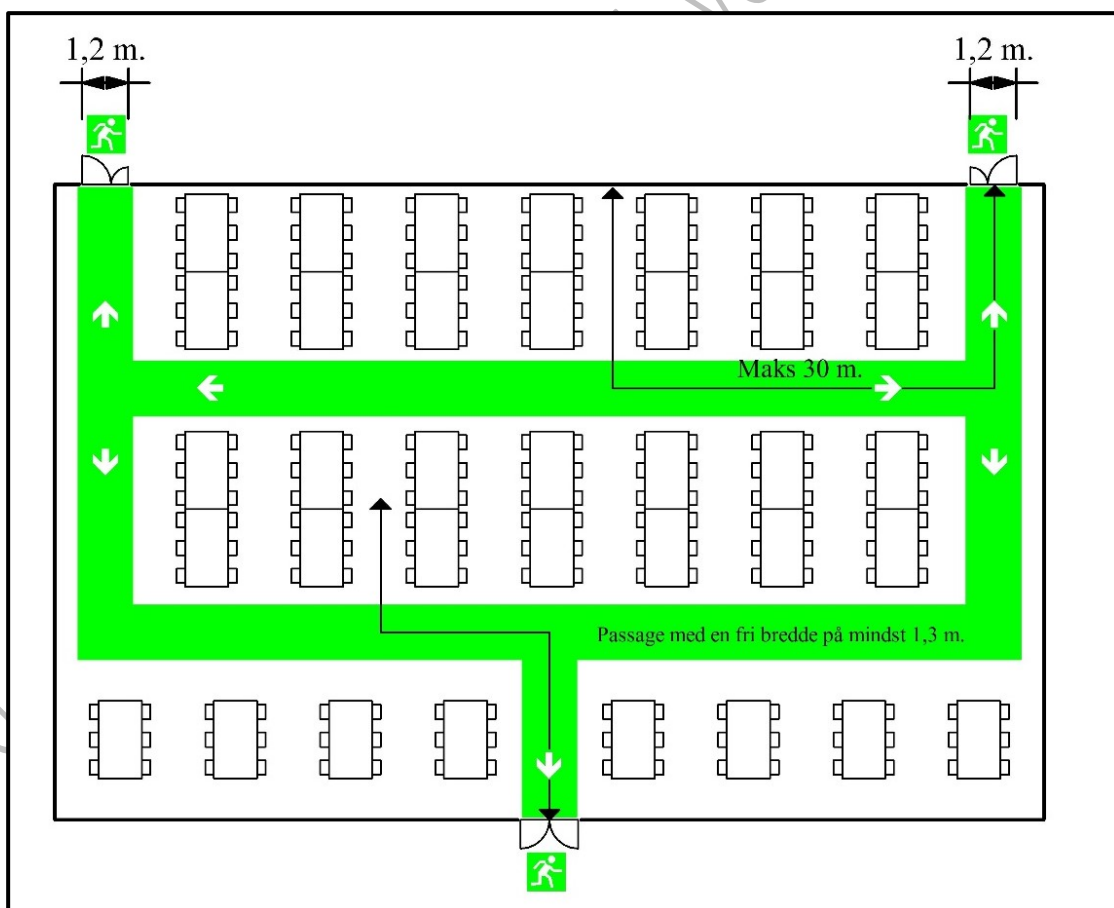 1,2 m.
1,2 m.
Maks 30 m.
Passage med en fri bredde på mindst 1,3 m.